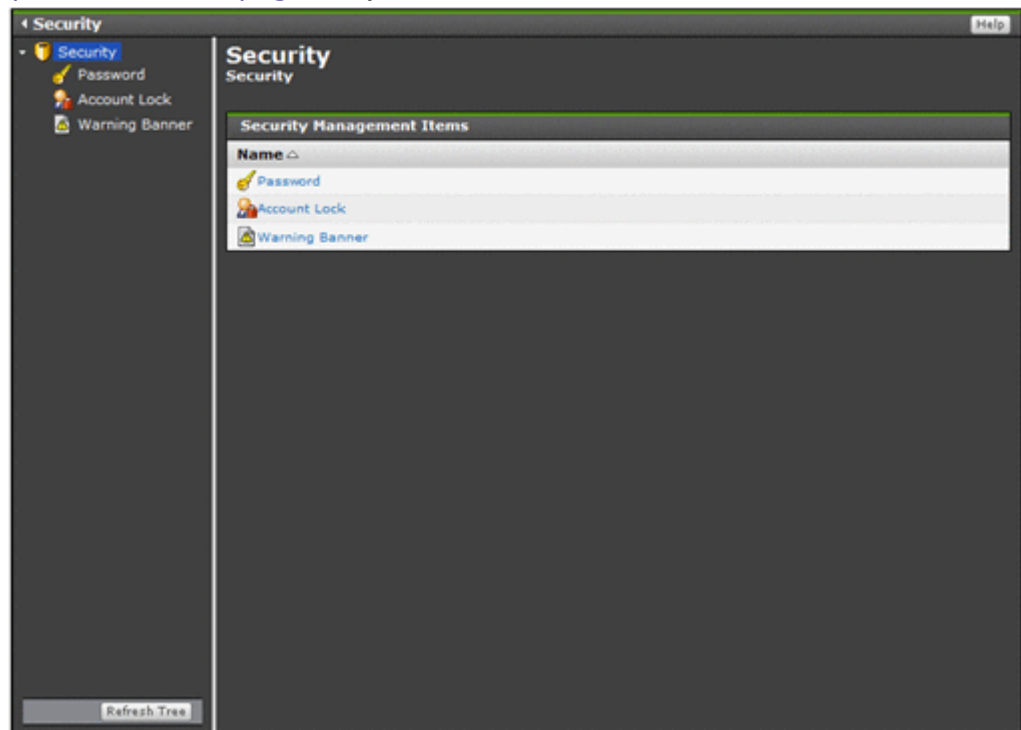 Security
Help
Security
Password
Account Lock
Warning Banner
Security
Security
Security Management Items
Name
Password
Account Lock
Warning Banner
Refresh Tree